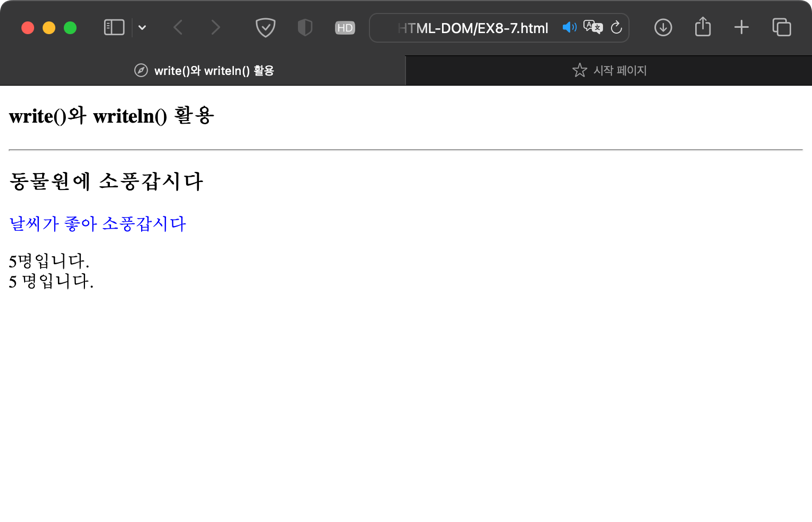 HD
HTML-DOM/EX8-7.html
write()와 writeln() 활용
시작 페이지
write()와 writeln() 활용
동물원에 소풍갑시다
날씨가 좋아 소풍갑시다
5명입니다.
5 명입니다.